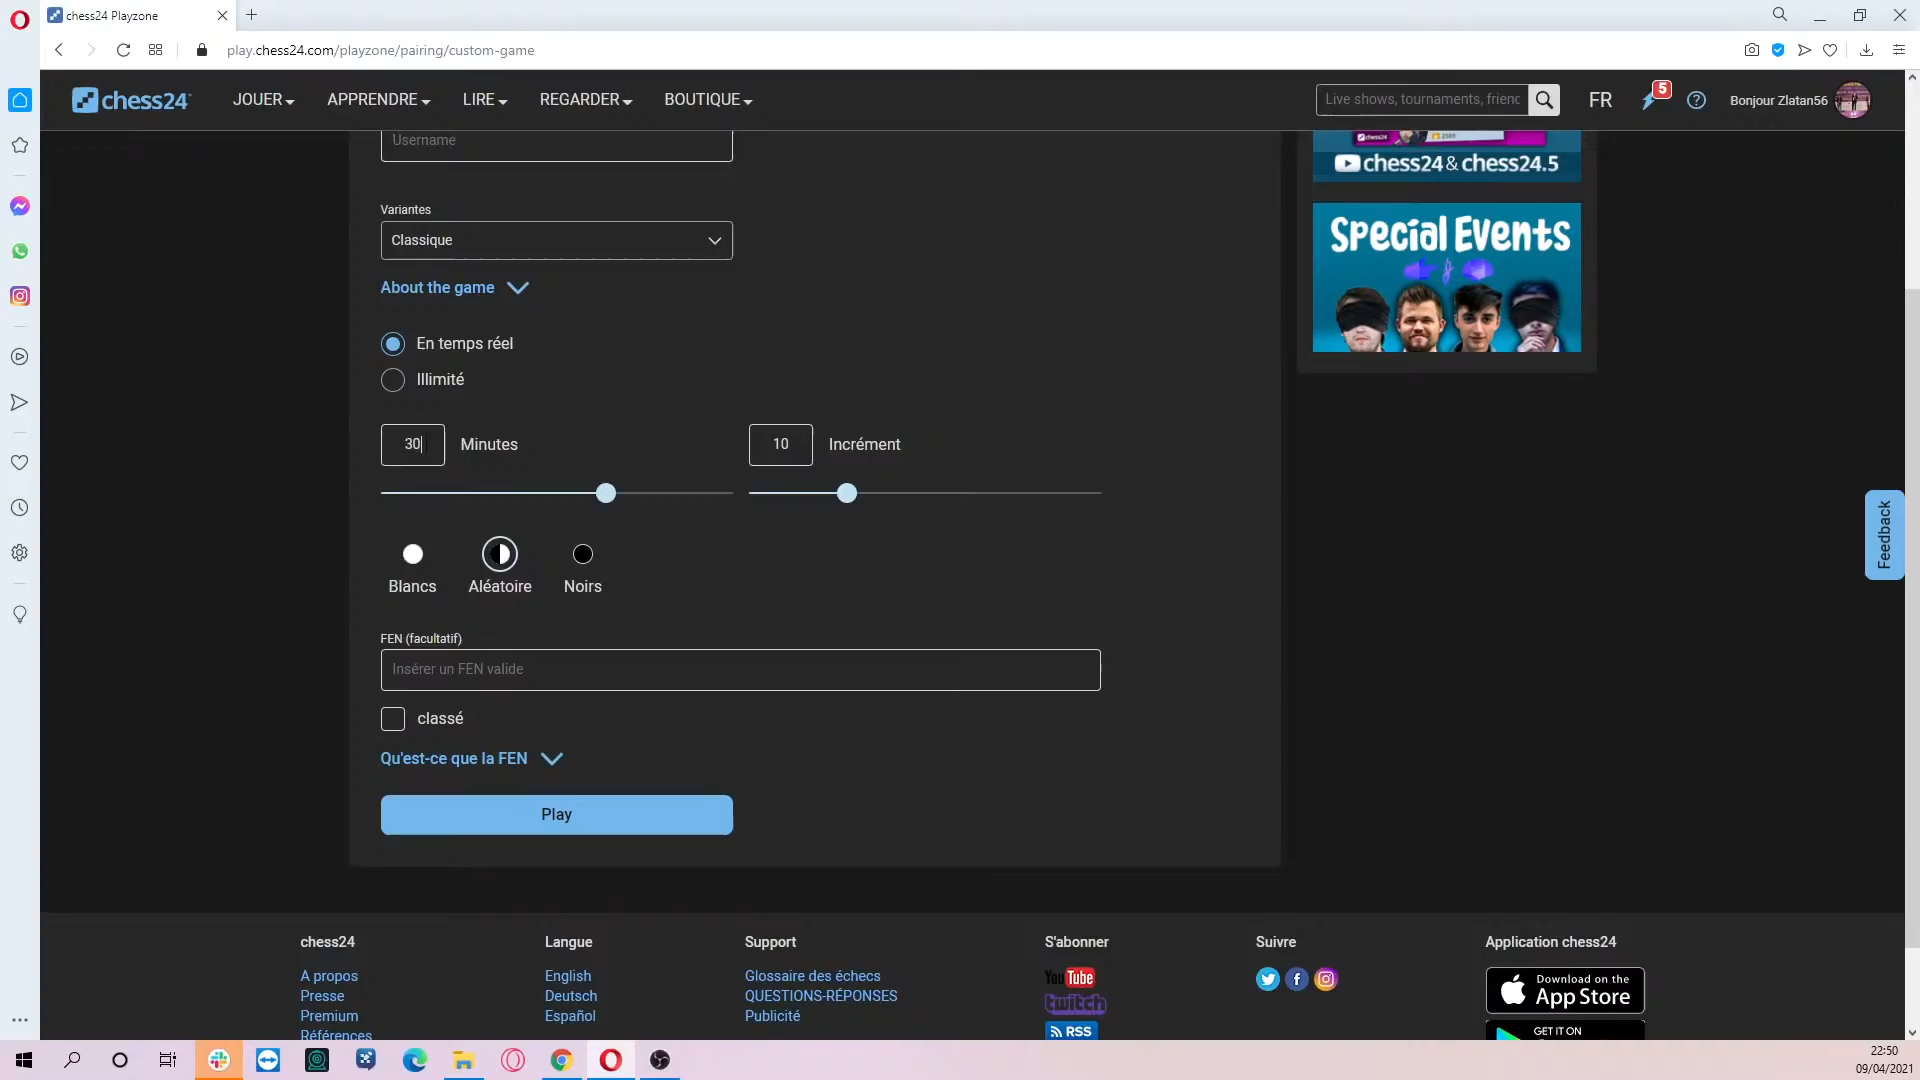 chess24 Playzone
play.chess24.com/playzone/pairing/custom-game
chess24
JOUER
APPRENDRE
LIRE
REGARDER
BOUTIQUE
Live shows, tournaments, frienc
FR
5
Bonjour Zlatan56
Username
chess24 & chess24.5
Special Events
Variantes
Classique
About the game
En temps réel
Illimité
30
Minutes
10
Incrément
Blancs
Aléatoire
Noirs
FEN (facultatif)
Insérer un FEN valide
classé
Qu'est-ce que la FEN
Play
Feedback
chess24
A propos
Presse
Premium
Références
Langue
English
Deutsch
Español
Support
Glossaire des échecs
QUESTIONS-RÉPONSES
Publicité
S'abonner
YouTube
twitch
RSS
Suivre
Application chess24
Download on the
App Store
GET IT ON
22:50
09/04/2021